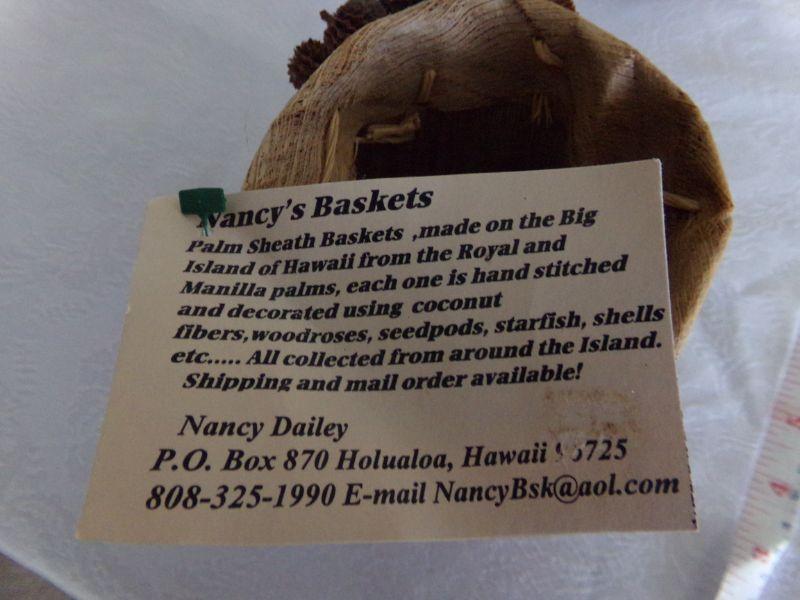 Nancy's Baskets
Palm Sheath Baskets ,made on the Big
Island of Hawaii from the Royal and
Manilla palms, each one is hand stitched
and decorated using coconut
fibers,woodroses, seedpods, starfish, shells
etc..... All collected from around the Island.
Shipping and mail order available!
Nancy Dailey
P.O. Box 870 Holualoa, Hawaii
808-325-1990 E-mail NancyBsk@aol.com